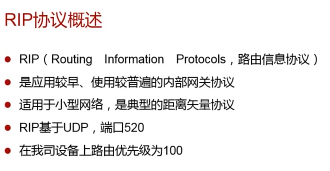 RIP协议概述
RIP（Routing Information Protocols，路由信息协议）
是应用较早、使用较普遍的内部网关协议
适用于小型网络，是典型的距离矢量协议
RIP基于UDP，端口520
在我司设备上路由优先级为100